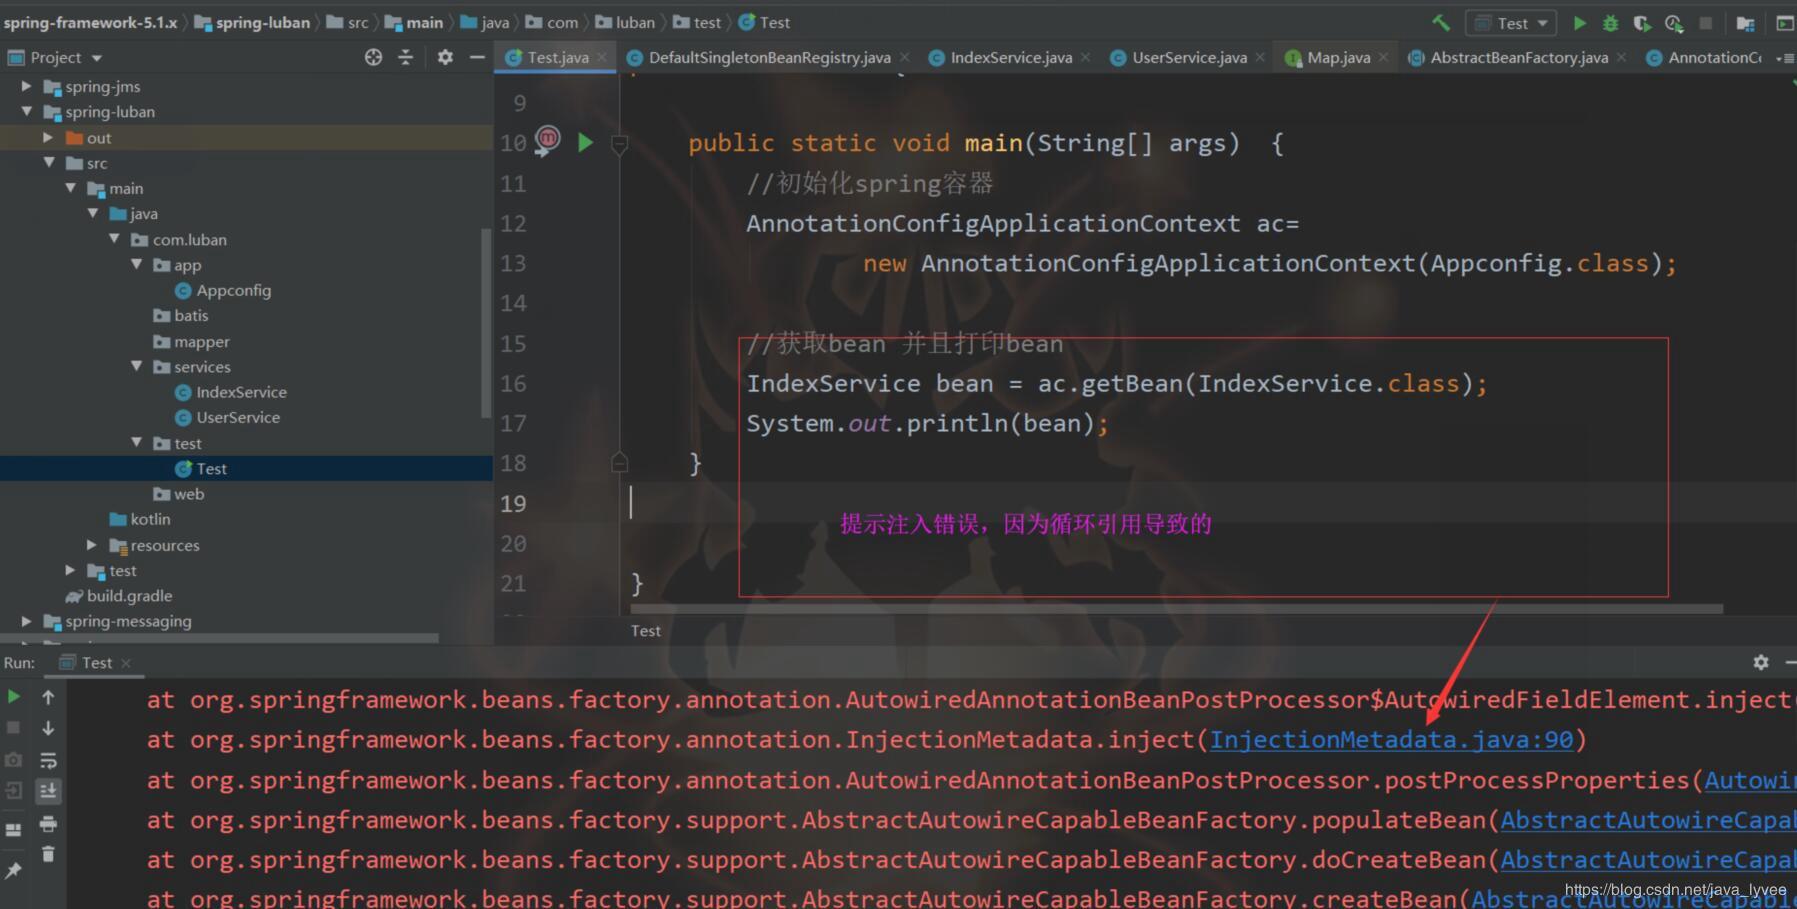 spring-framework-5.1.x
spring-luban
src
main
java
com
luban
test
Test
Test
Project
Test.java
DefaultSingletonBeanRegistry.java
IndexService.java
UserService.java
Map.java
AbstractBeanFactory.java
AnnotationCo
spring-jms
spring-luban
out
src
main
java
com.luban
app
Appconfig
batis
mapper
services
IndexService
UserService
test
Test
web
kotlin
resources
test
build.gradle
spring-messaging
9
10 public static void main(String[] args) {
11 //初始化spring容器
12 AnnotationConfigApplicationContext ac=
13 new AnnotationConfigApplicationContext(Appconfig.class);
14
15 //获取bean 并且打印bean
16 IndexService bean = ac.getBean(IndexService.class);
17 System.out.println(bean);
18 }
19
提示注入错误，因为循环引用导致的
20
21 }
Test
Run: Test
at org.springframework.beans.factory.annotation.AutowiredAnnotationBeanPostProcessor$AutowiredFieldElement.inject(
at org.springframework.beans.factory.annotation.InjectionMetadata.inject(InjectionMetadata.java:90)
at org.springframework.beans.factory.annotation.AutowiredAnnotationBeanPostProcessor.postProcessProperties(Autowi
at org.springframework.beans.factory.support.AbstractAutowireCapableBeanFactory.populateBean(AbstractAutowireCapa
at org.springframework.beans.factory.support.AbstractAutowireCapableBeanFactory.doCreateBean(AbstractAutowireCapa
at org.springframework.beans.factory.support.AbstractAutowireCapableBeanFactory.createBean(AbstractAutowireCapabl
https://blog.csdn.net/java_lyvee